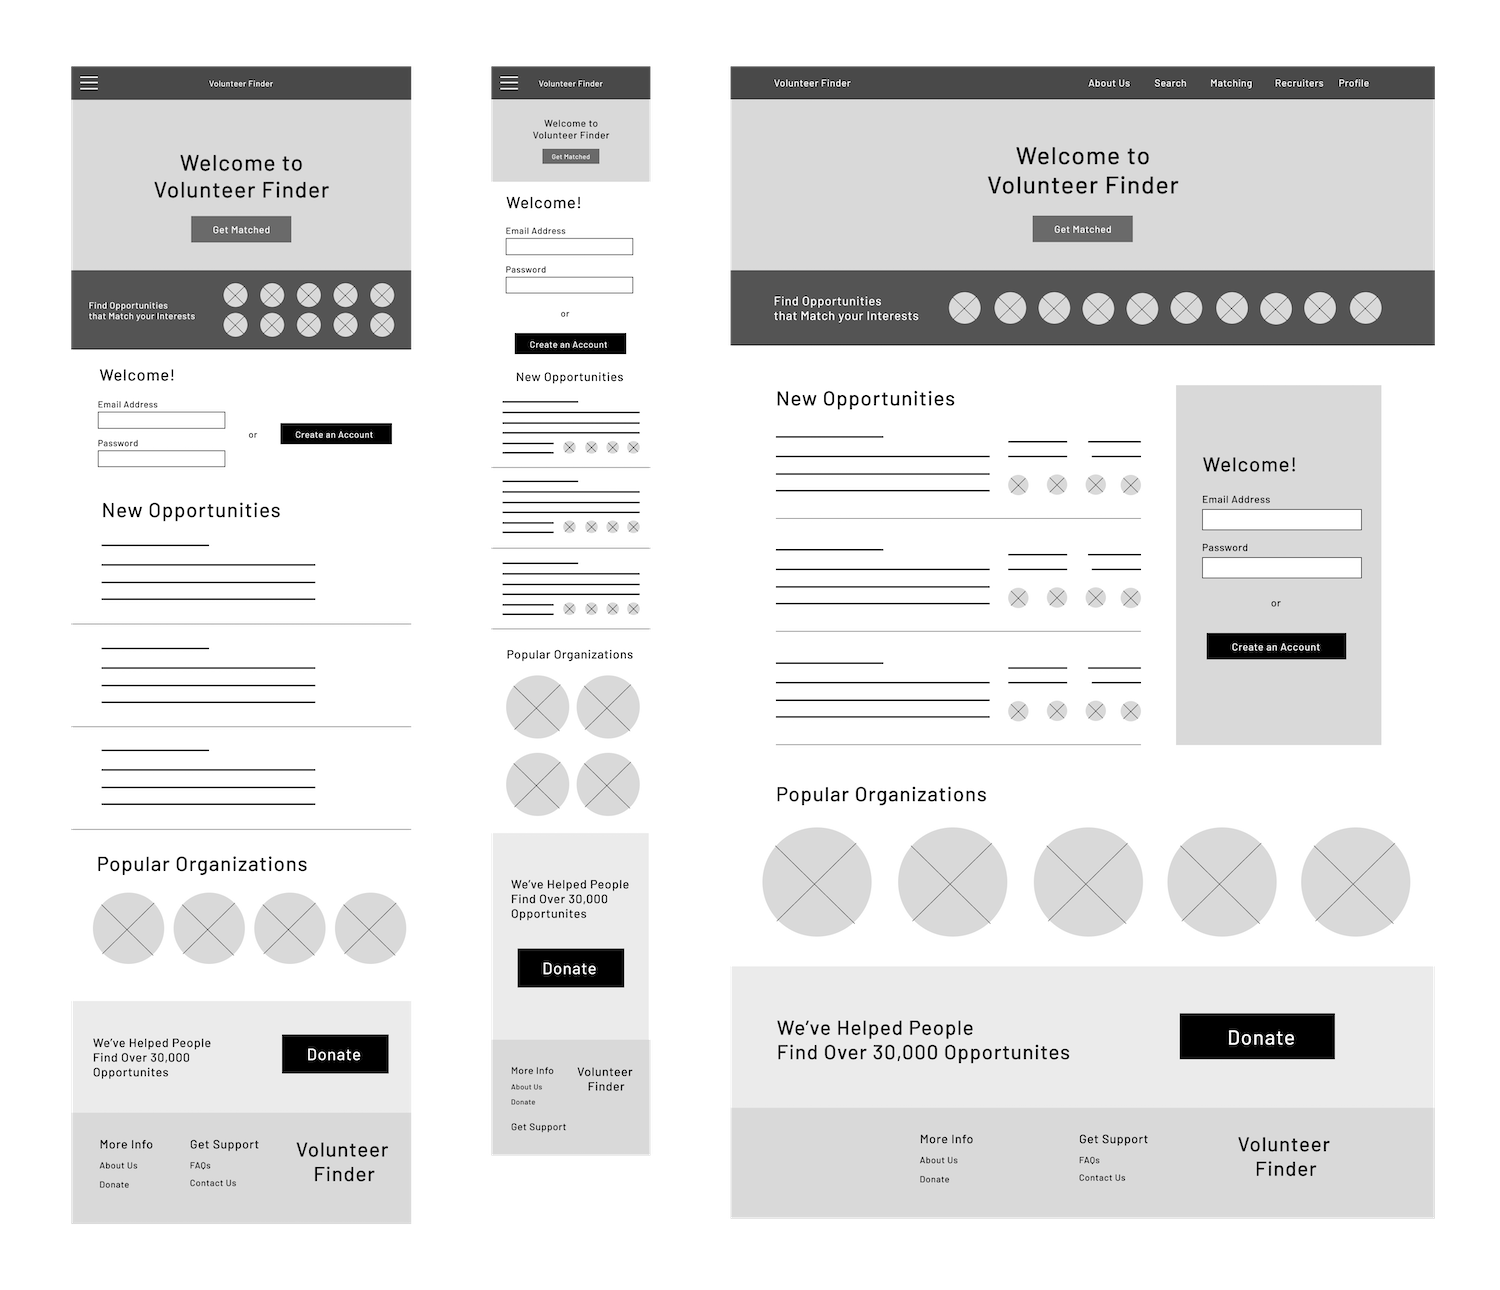 Volunteer Finder
Welcome to
Volunteer Finder
Get Matched
Find Opportunities
that Match your Interests
Welcome!
Email Address
Password
or
Create an Account
New Opportunities
Popular Organizations
We've Helped People
Find Over 30,000
Opportunites
Donate
More Info
About Us
Donate
Get Support
FAQs
Contact Us
Volunteer
Finder
Volunteer Finder
Welcome to
Volunteer Finder
Get Matched
Welcome!
Email Address
Password
or
Create an Account
New Opportunities
Popular Organizations
We've Helped People
Find Over 30,000
Opportunites
Donate
More Info
About Us
Donate
Get Support
Volunteer
Finder
Volunteer Finder
About Us
Search
Matching
Recruiters
Profile
Welcome to
Volunteer Finder
Get Matched
Find Opportunities
that Match your Interests
New Opportunities
Welcome!
Email Address
Password
or
Create an Account
Popular Organizations
We've Helped People
Find Over 30,000 Opportunites
Donate
More Info
About Us
Donate
Get Support
FAQs
Contact Us
Volunteer
Finder